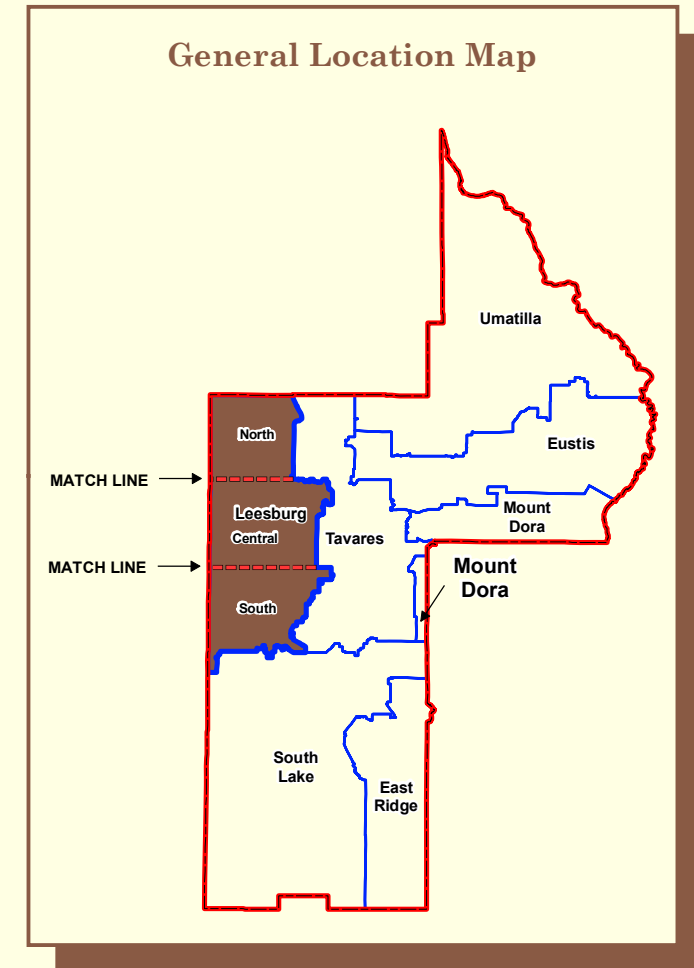 General Location Map
Umatilla
North
Eustis
MATCH LINE
Leesburg
Mount
Dora
Central
Tavares
MATCH LINE
Mount
Dora
South
South
Lake
East
Ridge